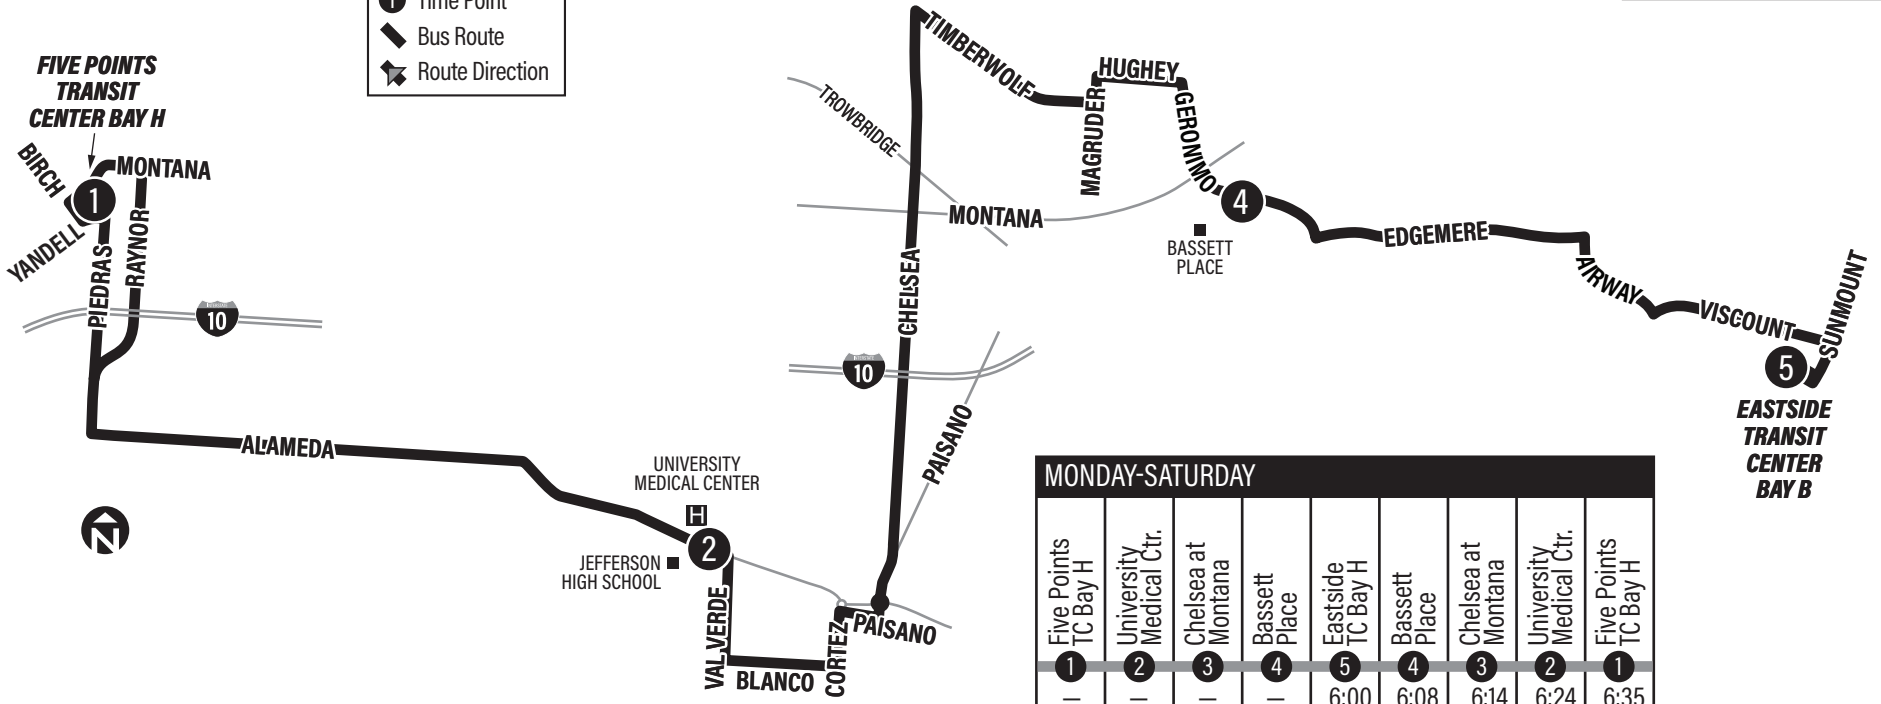 1 Time Point
Bus Route
Route Direction
FIVE POINTS
TRANSIT
CENTER BAY H
BIRCH
MONTANA
1
YANDELL
PIEDRAS
RAYNOR
10
ALAMEDA
N
UNIVERSITY
MEDICAL CENTER
H
2
JEFFERSON
HIGH SCHOOL
VAL VERDE
BLANCO
CORTEZ
PAISANO
PAISANO
10
CHELSEA
MONTANA
TROWBRIDGE
TIMBERWOLF
MAGRUDER
HUGHEY
GERONIMO
4
BASSETT
PLACE
EDGEMERE
AIRWAY
VISCOUNT
SUNMOUNT
5
EASTSIDE
TRANSIT
CENTER
BAY B
MONDAY-SATURDAY
Five Points
TC Bay H
University
Medical Ctr.
Chelsea at
Montana
Bassett
Place
Eastside
TC Bay H
Bassett
Place
Chelsea at
Montana
University
Medical Ctr.
Five Points
TC Bay H
1 2 3 4 5 4 3 2 1
— — — — 6:00 6:08 6:14 6:24 6:35